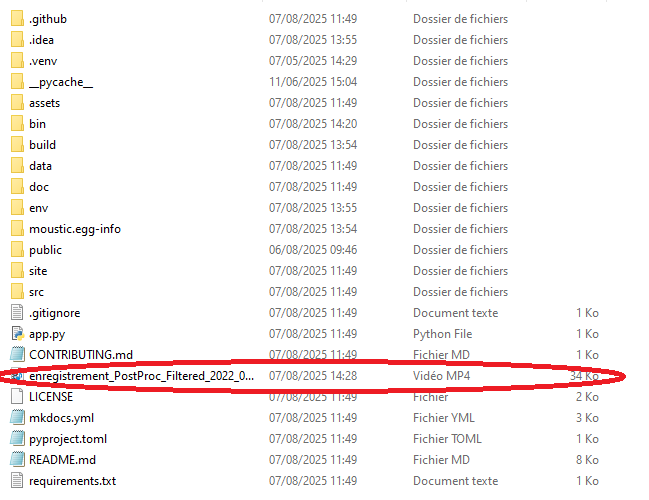 .github 07/08/2025 11:49 Dossier de fichiers
.idea 07/08/2025 13:55 Dossier de fichiers
.venv 07/05/2025 14:29 Dossier de fichiers
__pycache__ 11/06/2025 15:04 Dossier de fichiers
assets 07/08/2025 11:49 Dossier de fichiers
bin 07/08/2025 14:20 Dossier de fichiers
build 07/08/2025 13:54 Dossier de fichiers
data 07/08/2025 11:49 Dossier de fichiers
doc 07/08/2025 11:49 Dossier de fichiers
env 07/08/2025 13:55 Dossier de fichiers
moustic.egg-info 07/08/2025 13:54 Dossier de fichiers
public 06/08/2025 09:46 Dossier de fichiers
site 07/08/2025 11:49 Dossier de fichiers
src 07/08/2025 11:49 Dossier de fichiers
.gitignore 07/08/2025 11:49 Document texte 1 Ko
app.py 07/08/2025 11:49 Python File 1 Ko
CONTRIBUTING.md 07/08/2025 11:49 Fichier MD 1 Ko
enregistrement_PostProc_Filtered_2022_0... 07/08/2025 14:28 Vidéo MP4 34 Ko
LICENSE 07/08/2025 11:49 Fichier 2 Ko
mkdocs.yml 07/08/2025 11:49 Fichier YML 3 Ko
pyproject.toml 07/08/2025 11:49 Fichier TOML 1 Ko
README.md 07/08/2025 11:49 Fichier MD 8 Ko
requirements.txt 07/08/2025 11:49 Document texte 1 Ko